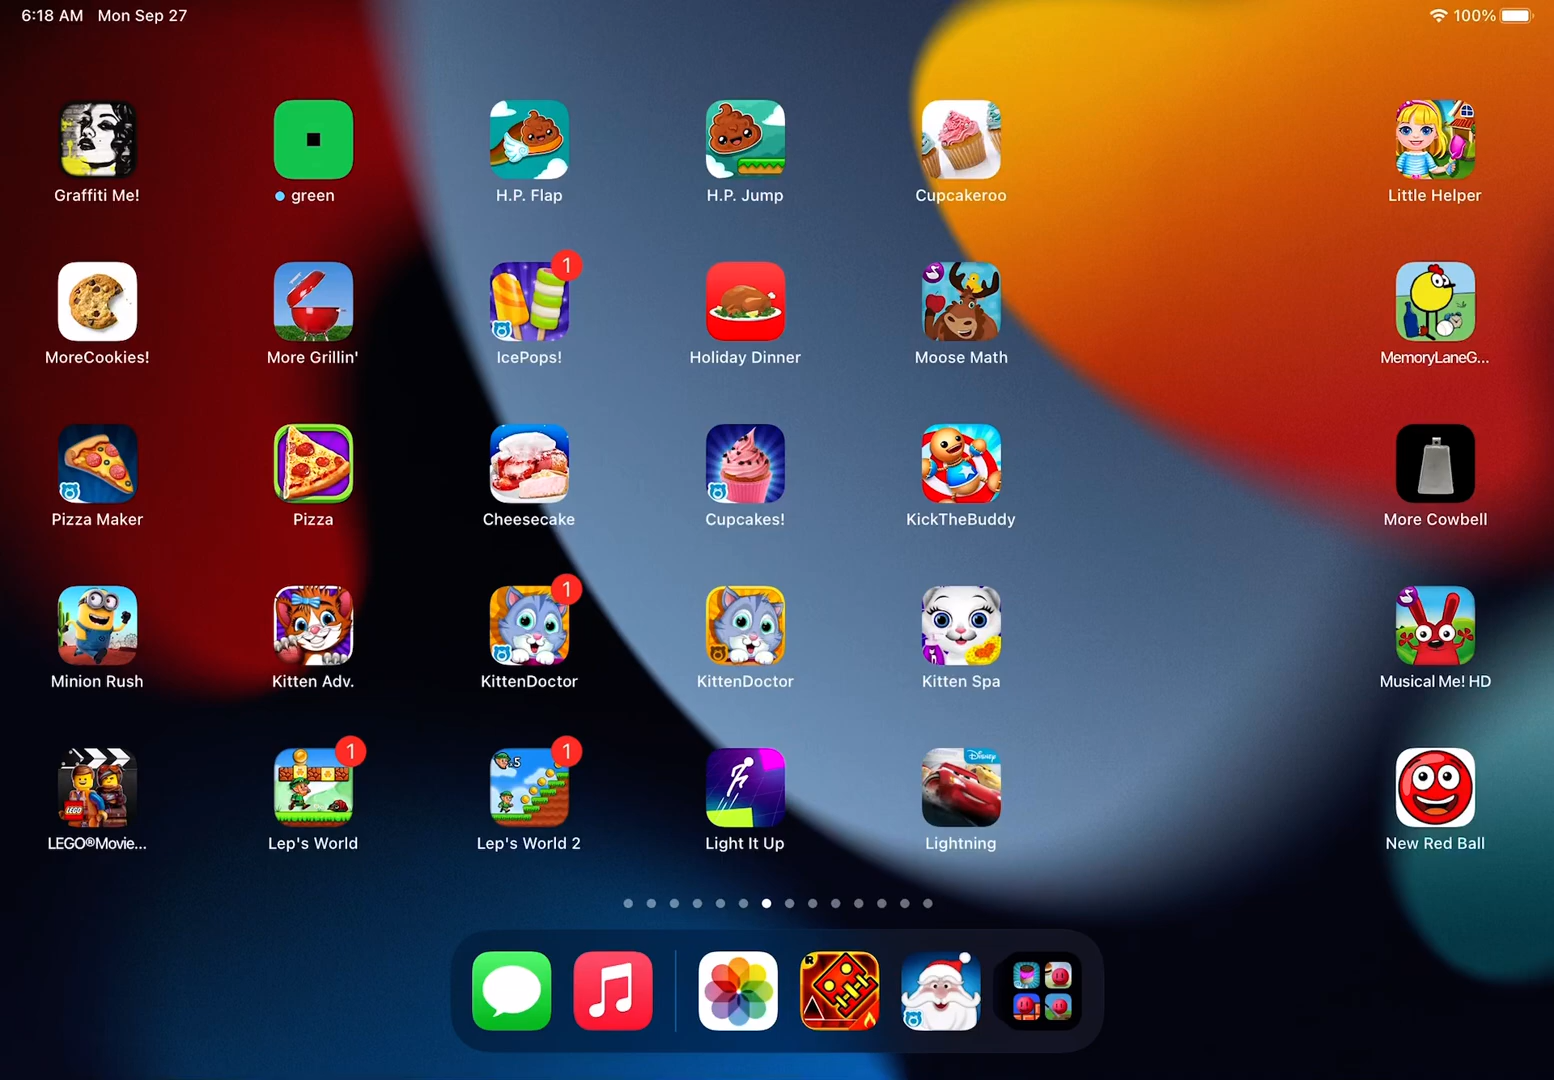 6:18 AM Mon Sep 27
100%
Graffiti Me!
green
H.P. Flap
H.P. Jump
Cupcakeroo
Little Helper
MoreCookies!
More Grillin'
1
IcePops!
Holiday Dinner
Moose Math
MemoryLaneG...
Pizza Maker
Pizza
Cheesecake
Cupcakes!
KickTheBuddy
More Cowbell
Minion Rush
Kitten Adv.
1
KittenDoctor
KittenDoctor
Kitten Spa
Musical Me! HD
LEGO
LEGO®Movie...
1
Lep's World
1
.5
Lep's World 2
Light It Up
Disney
Lightning
New Red Ball
R